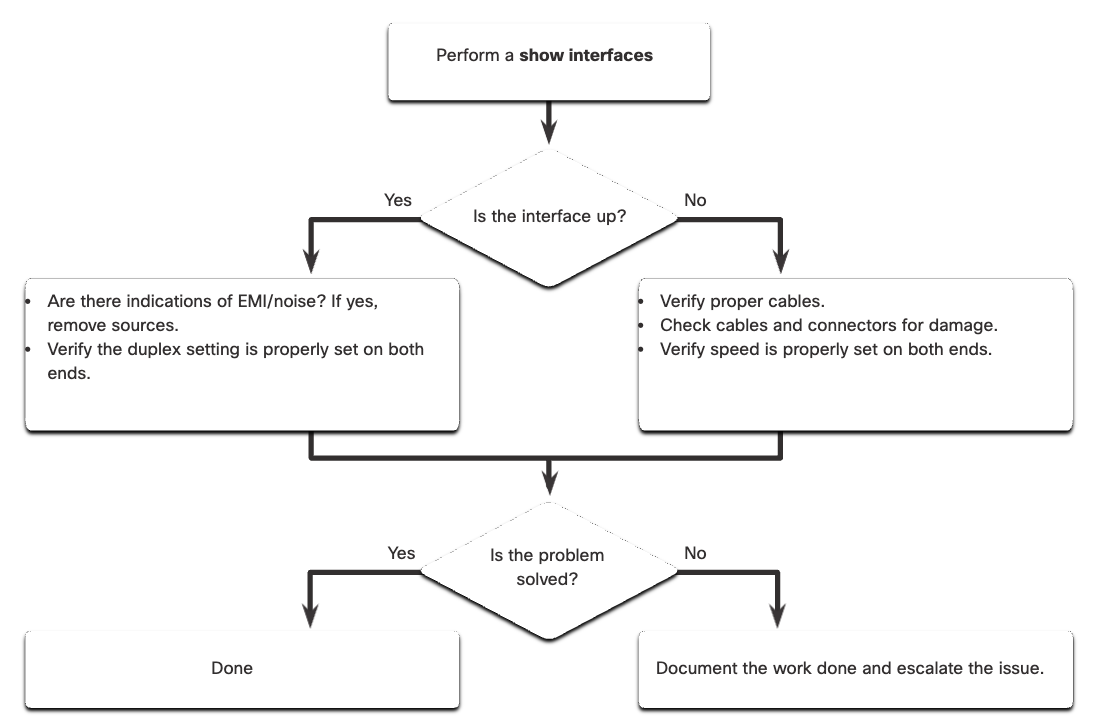 Perform a show interfaces
Is the interface up?
Yes
No
• Are there indications of EMI/noise? If yes,
remove sources.
• Verify the duplex setting is properly set on both
ends.
• Verify proper cables.
• Check cables and connectors for damage.
• Verify speed is properly set on both ends.
Is the problem
solved?
Yes
No
Done
Document the work done and escalate the issue.